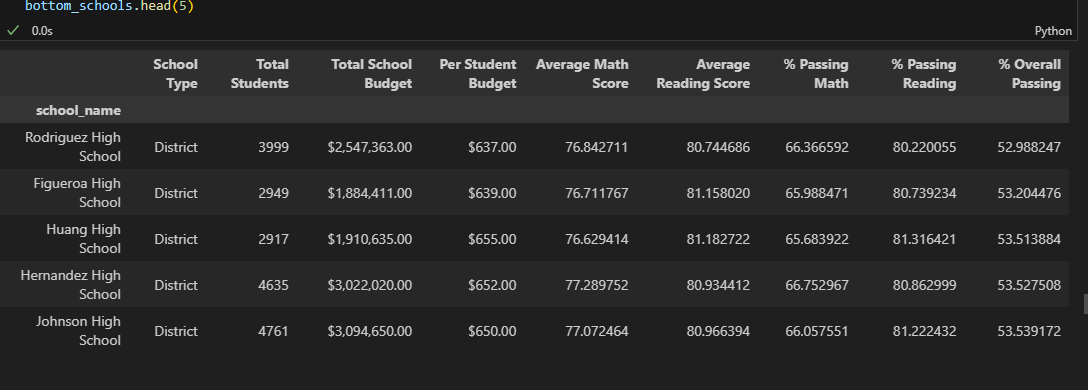 bottom_schools.head(5)
0.0s Python
School Type Total Students Total School Budget Per Student Budget Average Math Score Average Reading Score % Passing Math % Passing Reading % Overall Passing
school_name
Rodriguez High School District 3999 $2,547,363.00 $637.00 76.842711 80.744686 66.366592 80.220055 52.988247
Figueroa High School District 2949 $1,884,411.00 $639.00 76.711767 81.158020 65.988471 80.739234 53.204476
Huang High School District 2917 $1,910,635.00 $655.00 76.629414 81.182722 65.683922 81.316421 53.513884
Hernandez High School District 4635 $3,022,020.00 $652.00 77.289752 80.934412 66.752967 80.862999 53.527508
Johnson High School District 4761 $3,094,650.00 $650.00 77.072464 80.966394 66.057551 81.222432 53.539172